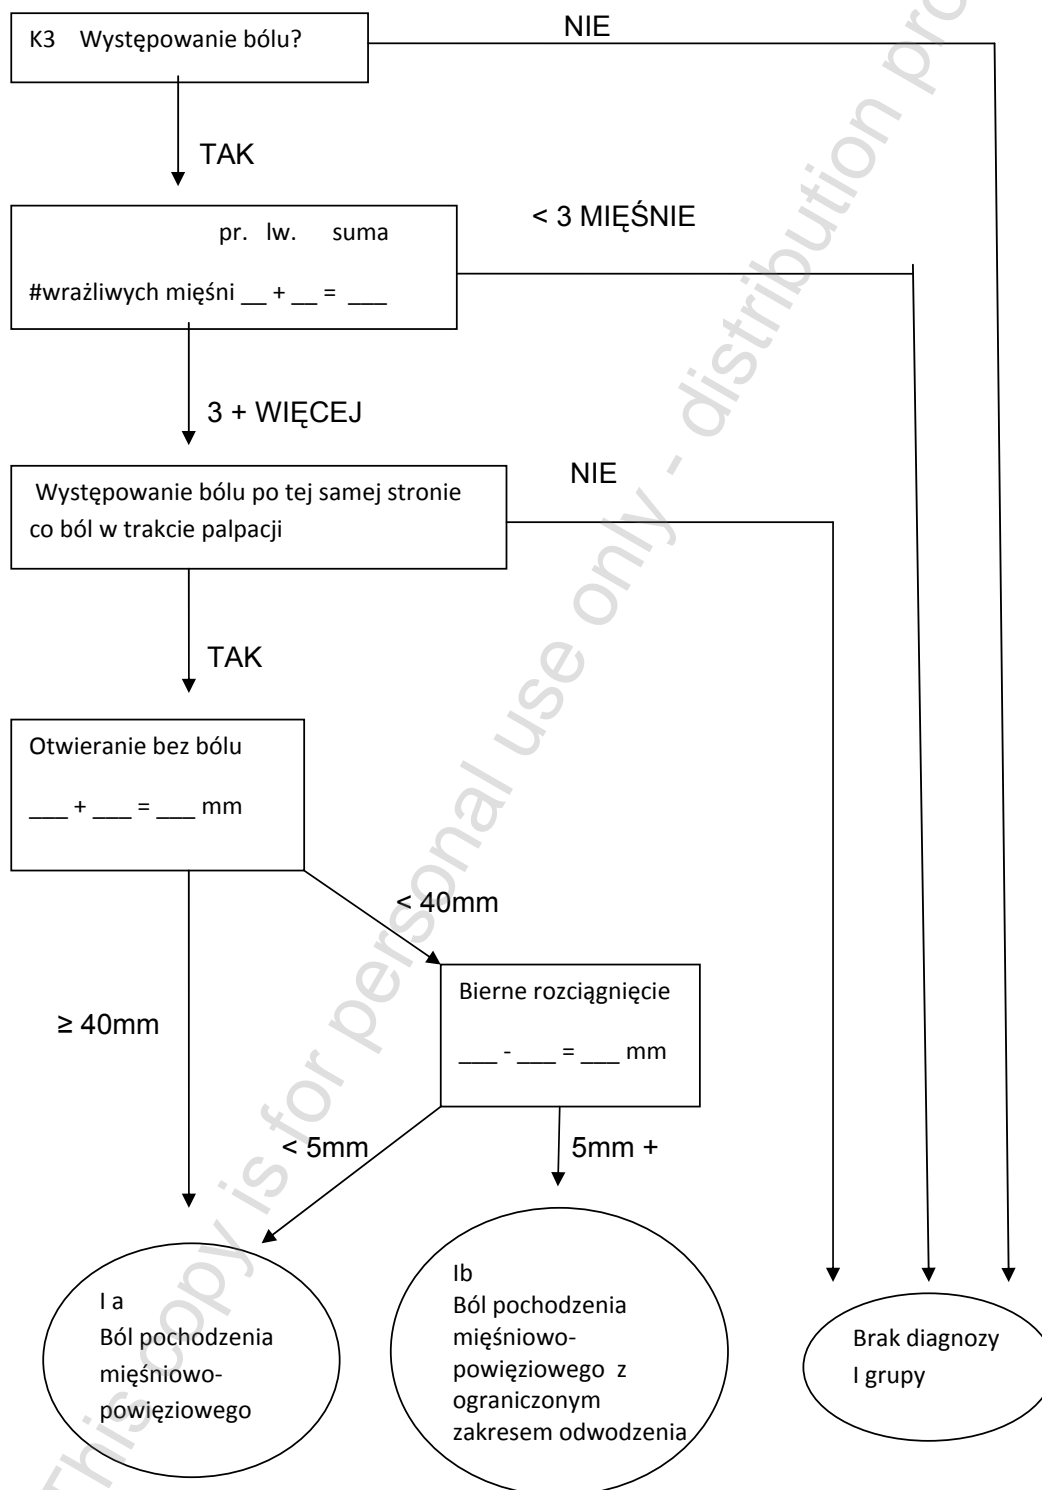 K3 Występowanie bólu?
NIE
TAK
pr. lw. suma
< 3 MIĘŚNIE
#wrażliwych mięśni __ + __ = ___
3 + WIĘCEJ
Występowanie bólu po tej samej stronie
co ból w trakcie palpacji
NIE
TAK
Otwieranie bez bólu
___ + ___ = ___ mm
< 40mm
≥ 40mm
Bierne rozciągnięcie
___ - ___ = ___ mm
< 5mm
5mm +
I a
Ból pochodzenia
mięśniowo-
powięziowego
Ib
Ból pochodzenia
mięśniowo-
powięziowego z
ograniczonym
zakresem odwodzenia
Brak diagnozy
I grupy
This copy is for personal use only - distribution